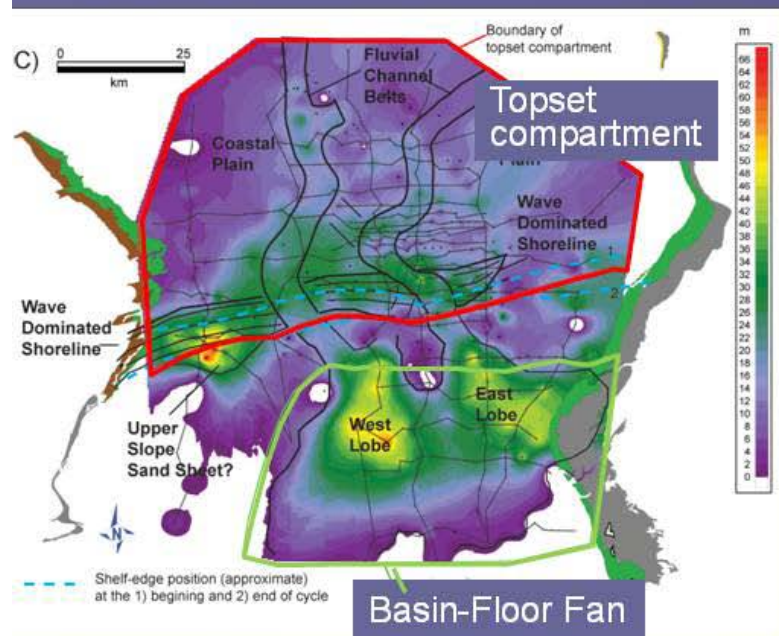 C)
0 25
km
Boundary of
topset compartment
Fluvial
Channel
Belts
Topset
compartment
Coastal
Plain
Plain
Wave
Dominated
Shoreline
1
2
Wave
Dominated
Shoreline
Upper
Slope
Sand Sheet?
West
Lobe
East
Lobe
N
Shelf-edge position (approximate)
at the 1) begining and 2) end of cycle
Basin-Floor Fan
m
66
64
62
60
58
56
54
52
50
48
46
44
42
40
38
36
34
32
30
28
26
24
22
20
18
16
14
12
10
8
6
4
2
0